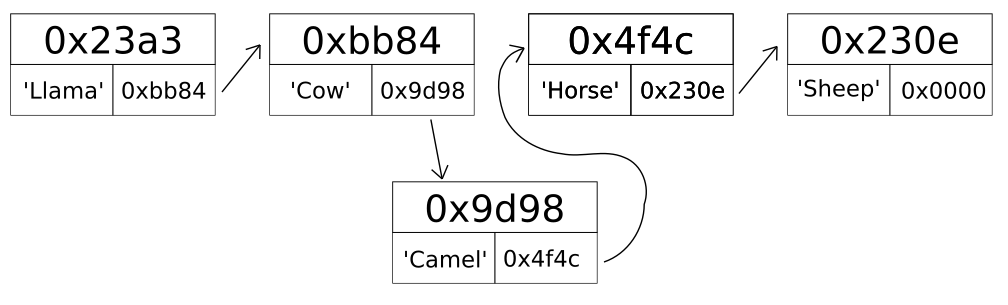 0x23a3
'Llama' 0xbb84
0xbb84
'Cow' 0x9d98
0x4f4c
'Horse' 0x230e
0x230e
'Sheep' 0x0000
0x9d98
'Camel' 0x4f4c